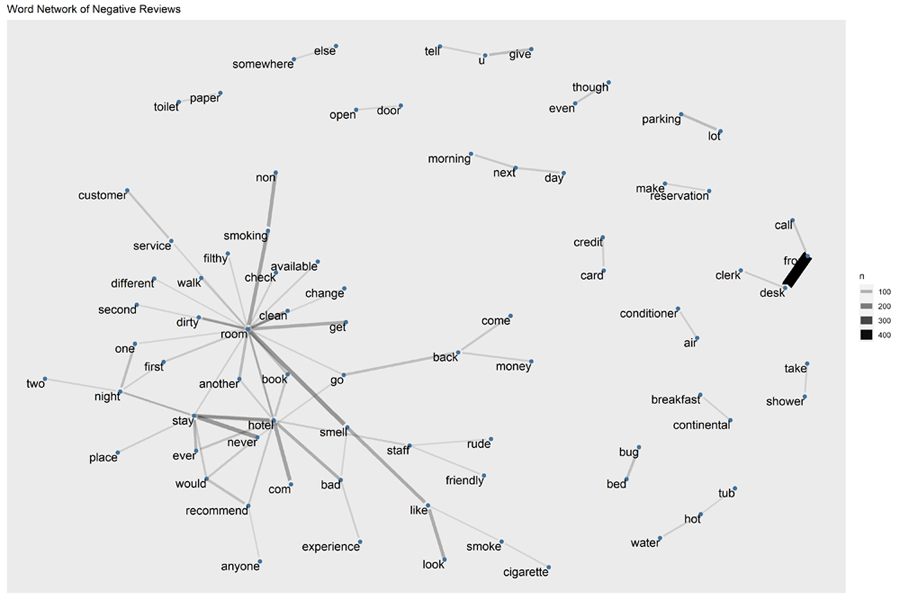 Word Network of Negative Reviews
else
somewhere
tell
u
give
though
toilet
paper
open
door
even
parking
lot
morning
next
day
non
make
reservation
customer
call
smoking
service
credit
filthy
available
fro
clerk
card
check
different
walk
desk
n
change
100
second
clean
200
dirty
get
conditioner
come
300
room
400
one
air
back
first
money
take
two
another
book
go
night
breakfast
shower
stay
hotel
continental
smell
never
rude
staff
bug
place
ever
friendly
would
com
bad
bed
tub
recommend
like
hot
experience
smoke
water
anyone
look
cigarette